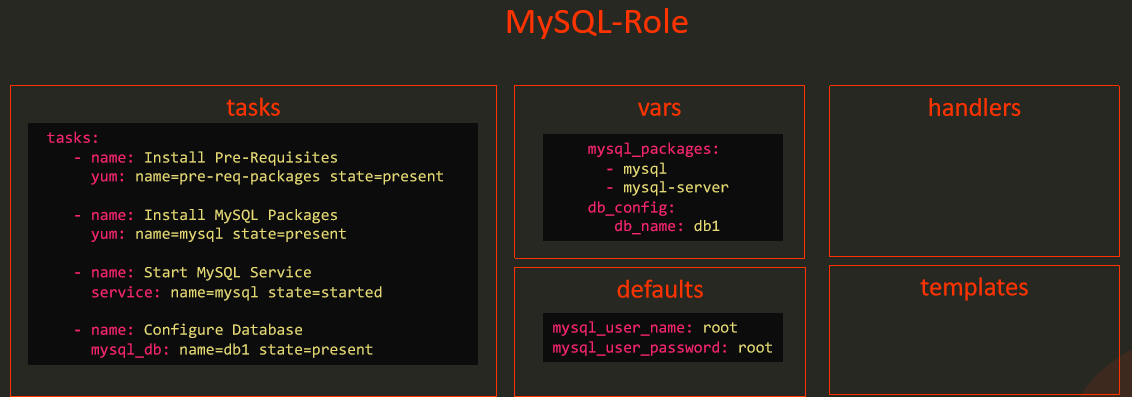 MySQL-Role
tasks
tasks:
- name: Install Pre-Requisites
yum: name=pre-req-packages state=present
- name: Install MySQL Packages
yum: name=mysql state=present
- name: Start MySQL Service
service: name=mysql state=started
- name: Configure Database
mysql_db: name=db1 state=present
vars
mysql_packages:
- mysql
- mysql-server
db_config:
db_name: db1
defaults
mysql_user_name: root
mysql_user_password: root
handlers
templates